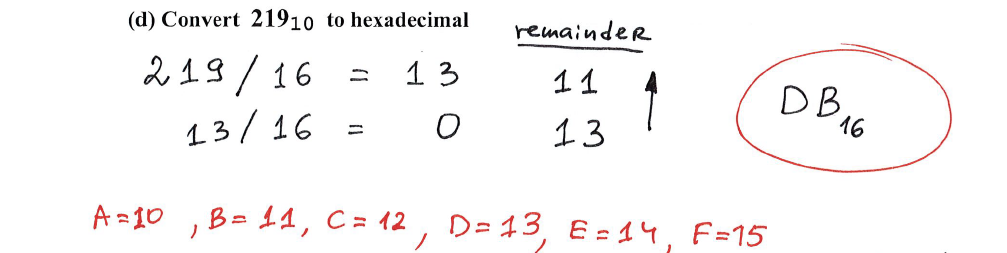 (d) Convert 219₁₀ to hexadecimal
remainder
219 / 16 = 13 11
13 / 16 = 0 13
DB₁₆
A=10 , B= 11, C= 12 , D= 13, E = 14, F=15